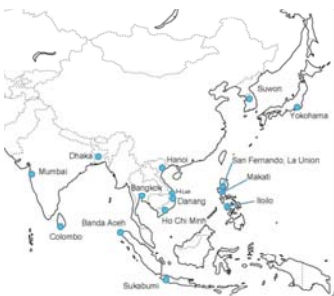 Suwon
Yokohama
Dhaka
Hanoi
San Fernando, La Union
Mumbai
Makati
Bangkok
Hue
Danang
Iloilo
Banda Aceh
Ho Chi Minh
Colombo
Sukabumi